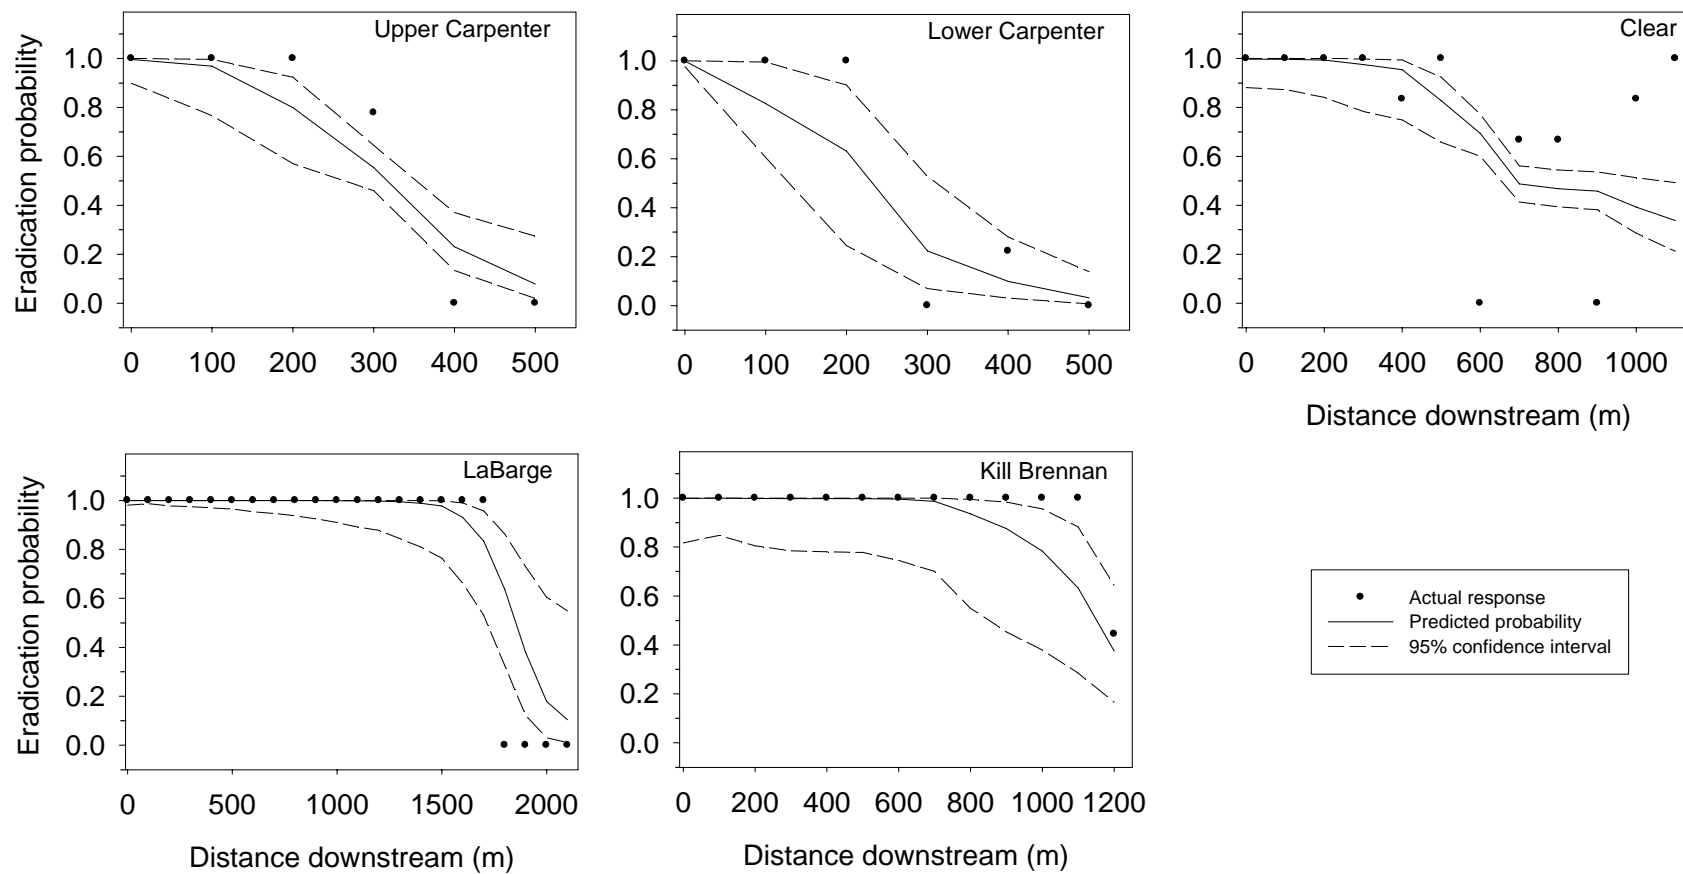 Upper Carpenter
Eradication probability
1.0
0.8
0.6
0.4
0.2
0.0
0 100 200 300 400 500
Lower Carpenter
1.0
0.8
0.6
0.4
0.2
0.0
0 100 200 300 400 500
Clear
1.0
0.8
0.6
0.4
0.2
0.0
0 200 400 600 800 1000
Distance downstream (m)
LaBarge
Eradication probability
1.0
0.8
0.6
0.4
0.2
0.0
0 500 1000 1500 2000
Distance downstream (m)
Kill Brennan
1.0
0.8
0.6
0.4
0.2
0.0
0 200 400 600 800 1000 1200
Distance downstream (m)
Actual response
Predicted probability
95% confidence interval